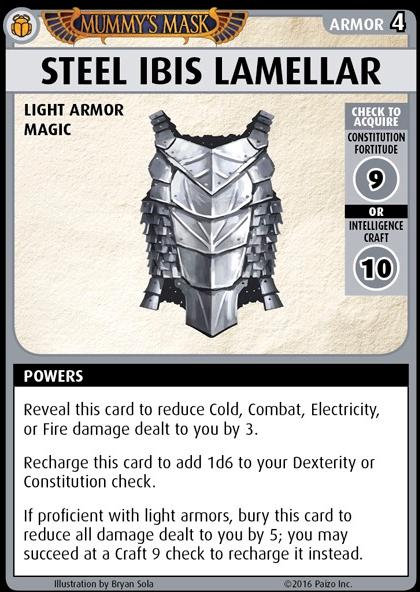 MUMMY'S MASK
ARMOR 4
STEEL IBIS LAMELLAR
LIGHT ARMOR
MAGIC
CHECK TO
ACQUIRE
CONSTITUTION
FORTITUDE
9
OR
INTELLIGENCE
CRAFT
10
POWERS
Reveal this card to reduce Cold, Combat, Electricity,
or Fire damage dealt to you by 3.
Recharge this card to add 1d6 to your Dexterity or
Constitution check.
If proficient with light armors, bury this card to
reduce all damage dealt to you by 5; you may
succeed at a Craft 9 check to recharge it instead.
Illustration by Bryan Sola
©2016 Paizo Inc.